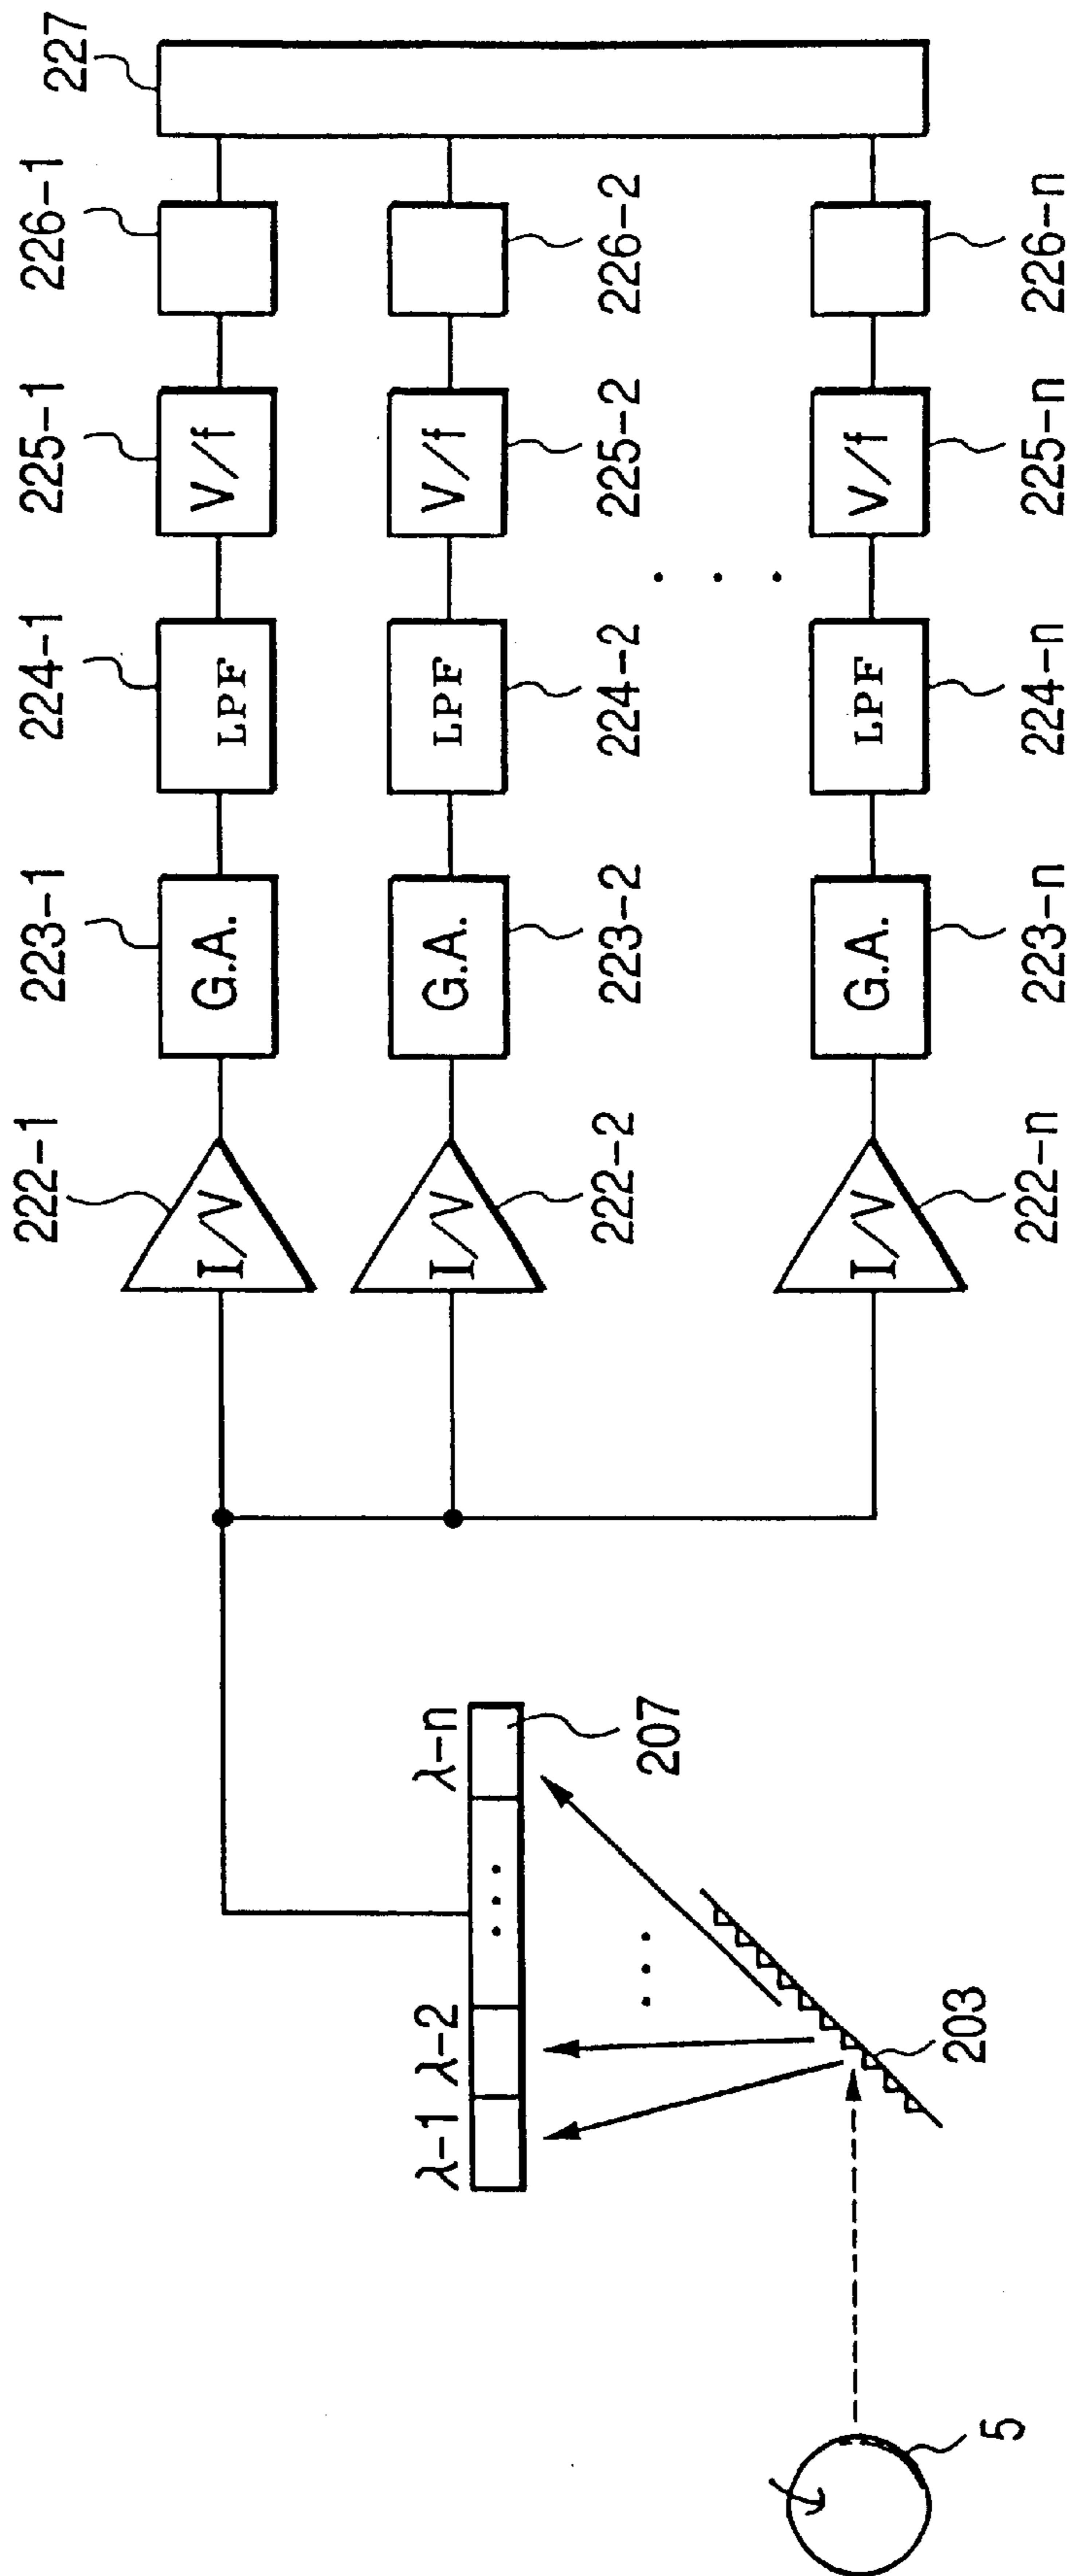 222-1
223-1
224-1
225-1
226-1
227
I/V
G.A.
LPF
V/f
I/V
G.A.
LPF
V/f
222-2
223-2
224-2
225-2
226-2
. . .
I/V
G.A.
LPF
V/f
222-n
223-n
224-n
225-n
226-n
λ-1
λ-2
λ-n
...
207
...
203
5